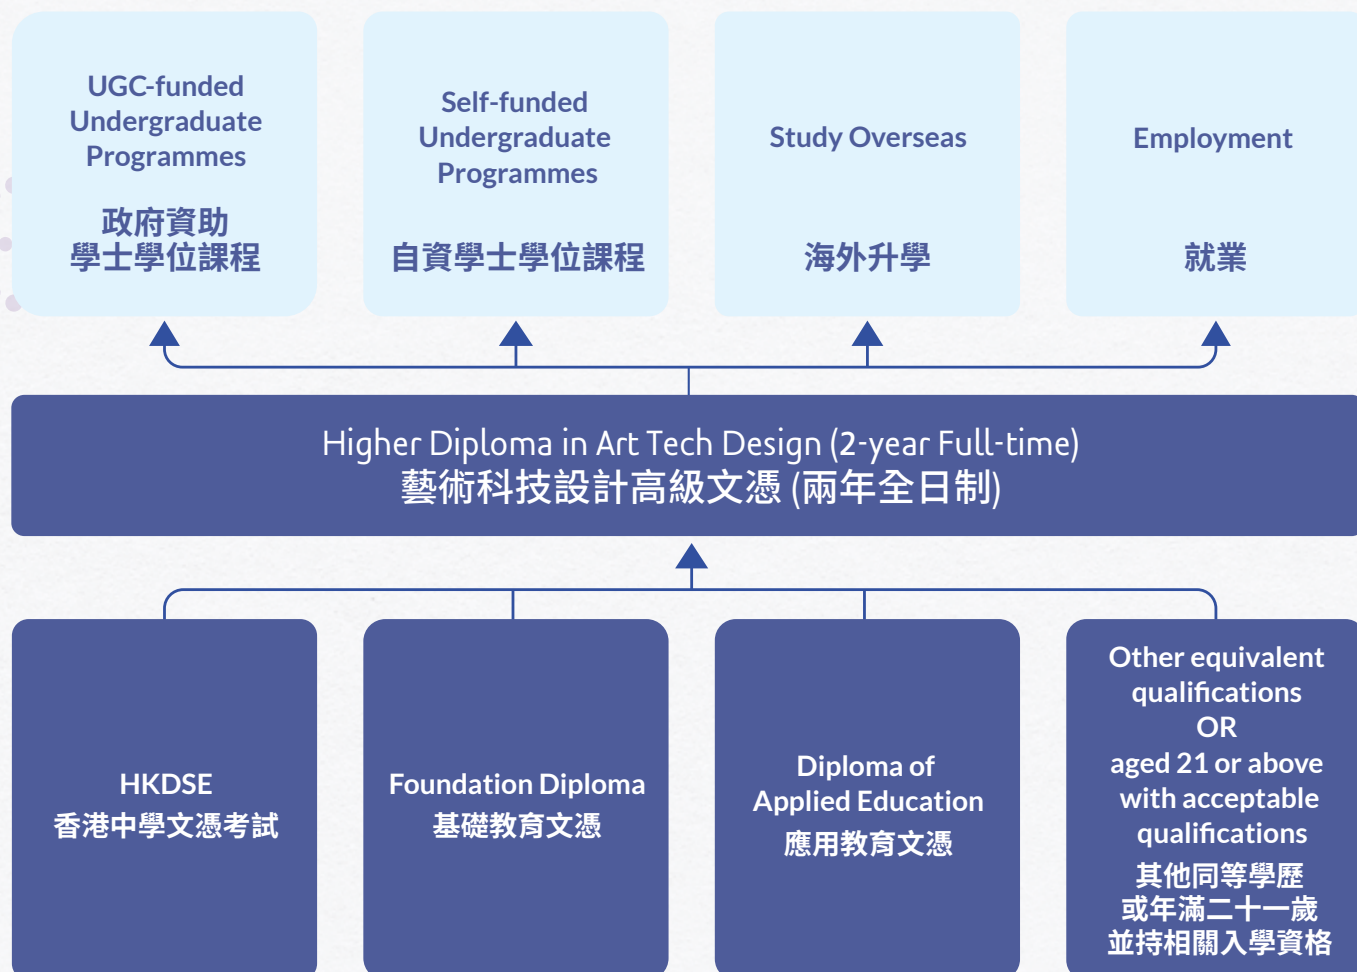 UGC-funded
Undergraduate
Programmes
政府資助
學士學位課程
Self-funded
Undergraduate
Programmes
自資學士學位課程
Study Overseas
海外升學
Employment
就業
Higher Diploma in Art Tech Design (2-year Full-time)
藝術科技設計高級文憑 (兩年全日制)
HKDSE
香港中學文憑考試
Foundation Diploma
基礎教育文憑
Diploma of
Applied Education
應用教育文憑
Other equivalent
qualifications
OR
aged 21 or above
with acceptable
qualifications
其他同等學歷
或年滿二十一歲
並持相關入學資格